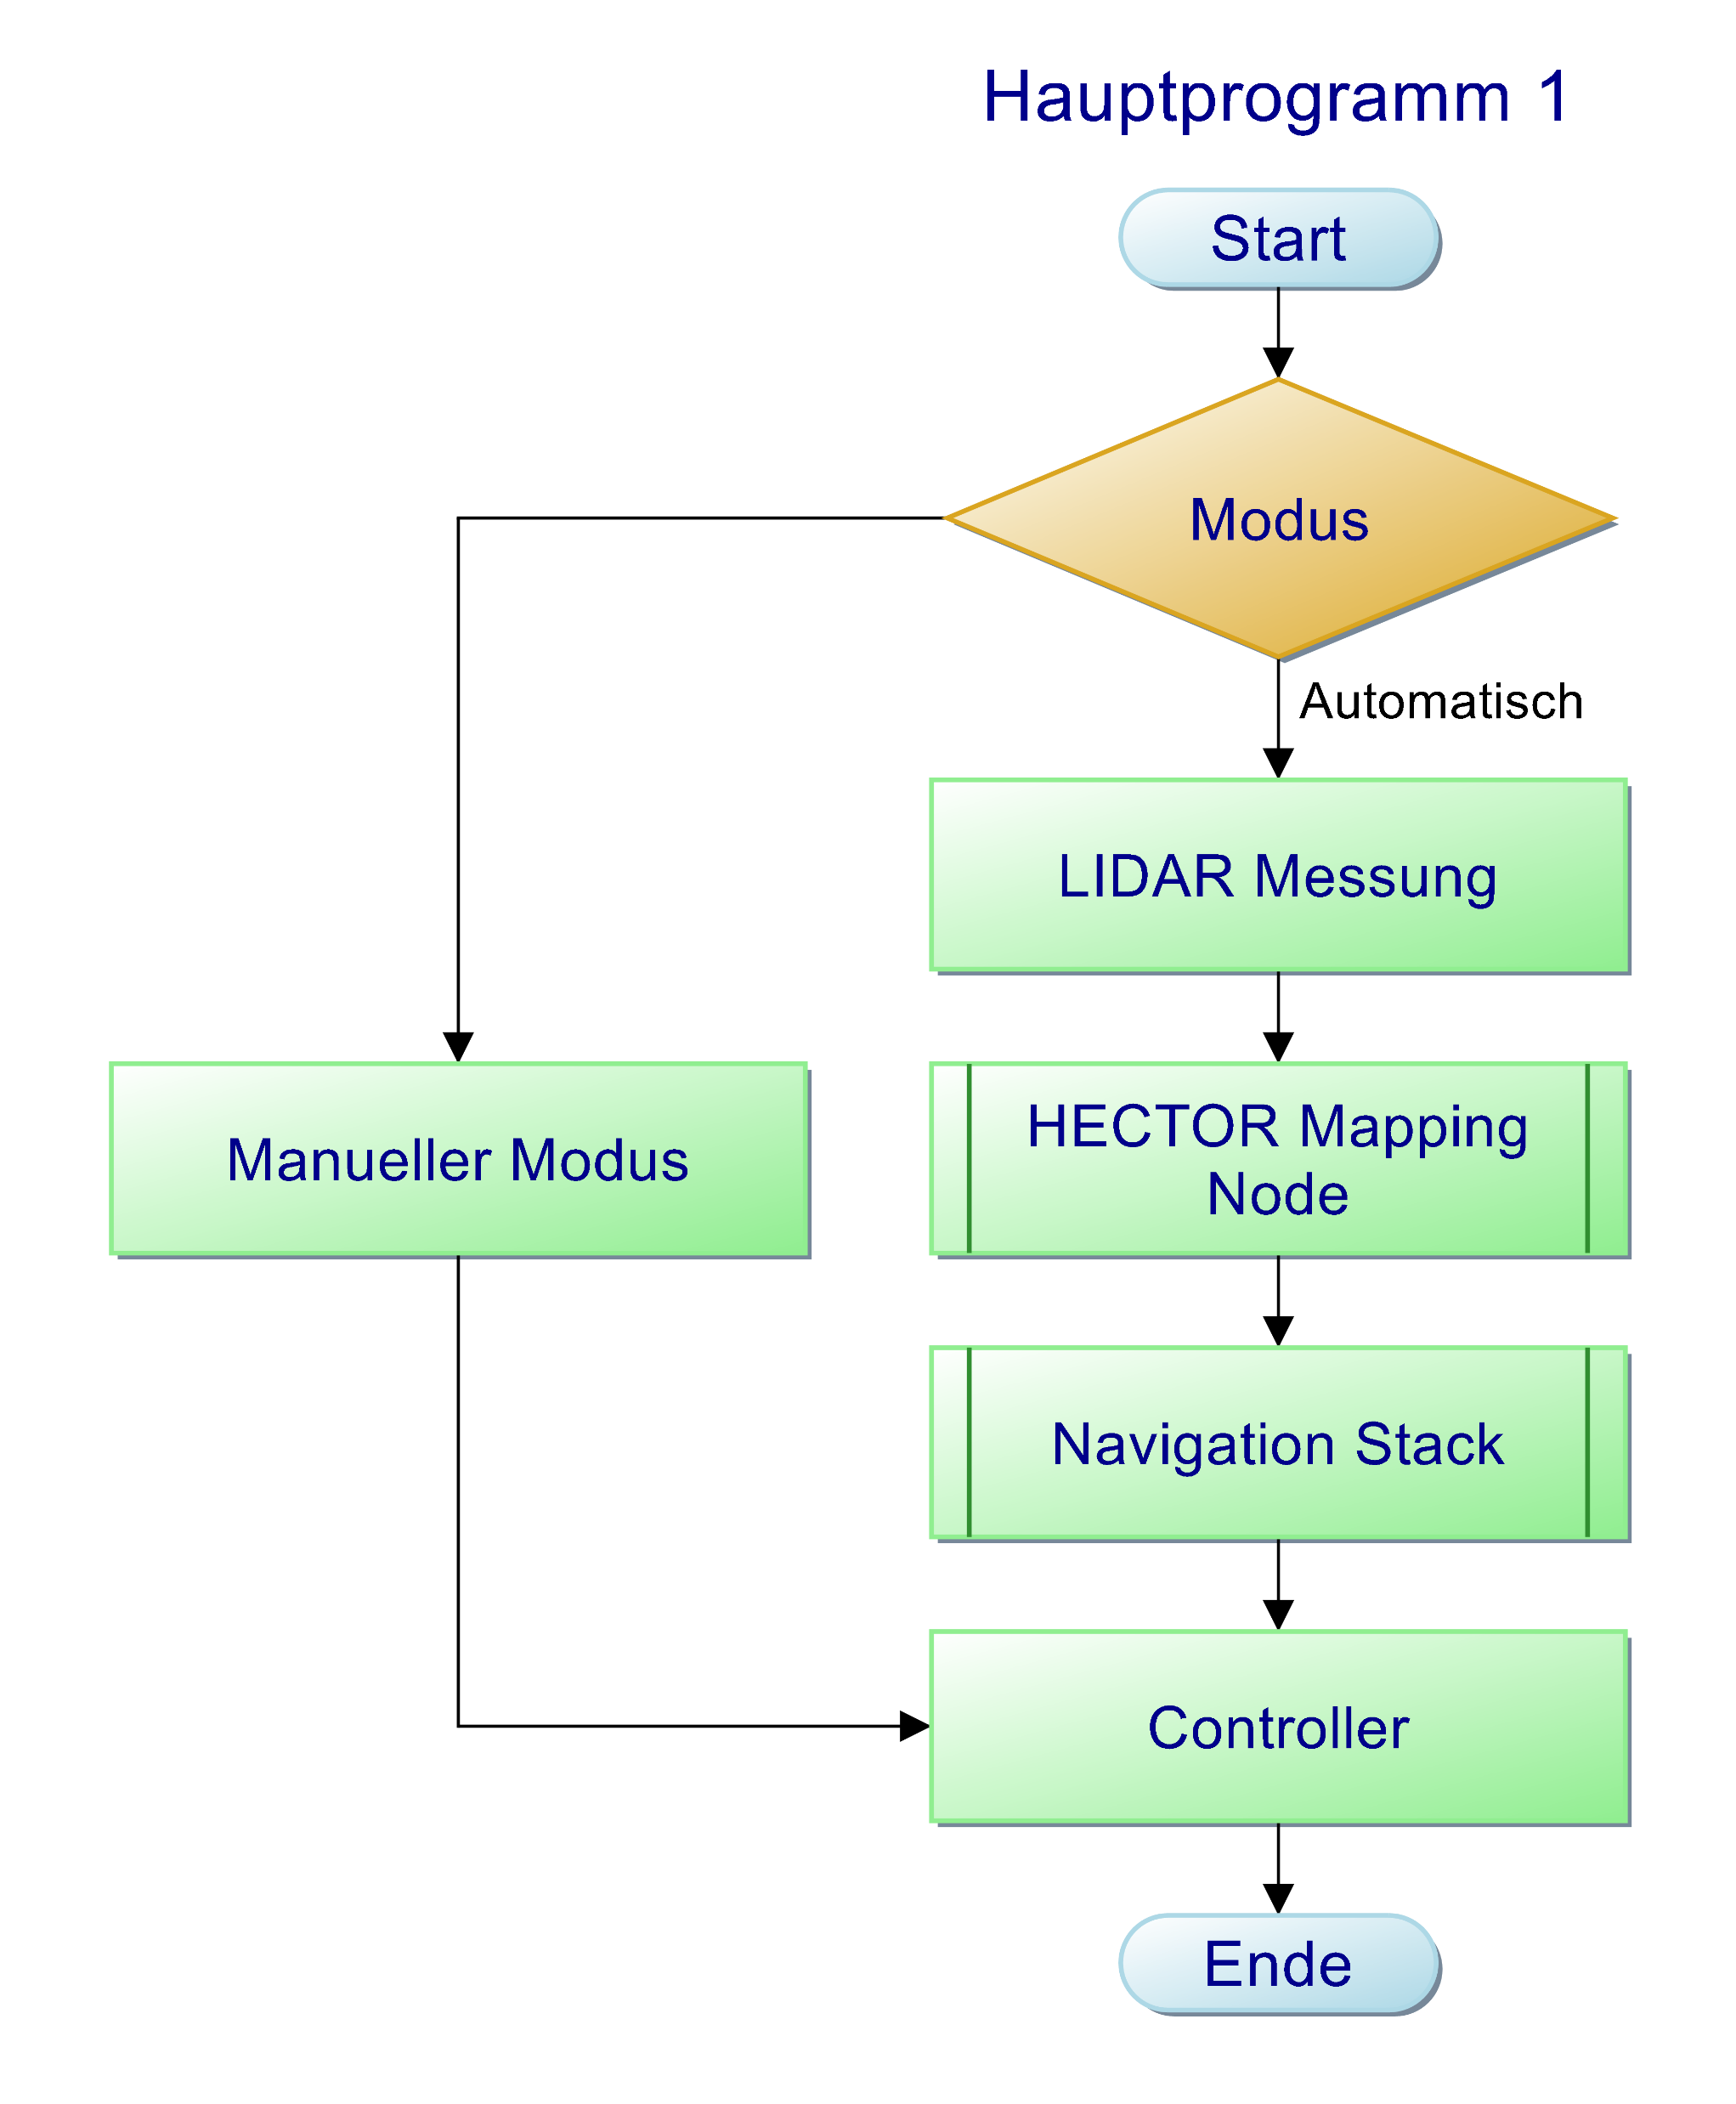 Hauptprogramm 1
Start
Modus
Automatisch
LIDAR Messung
Manueller Modus
HECTOR Mapping
Node
Navigation Stack
Controller
Ende